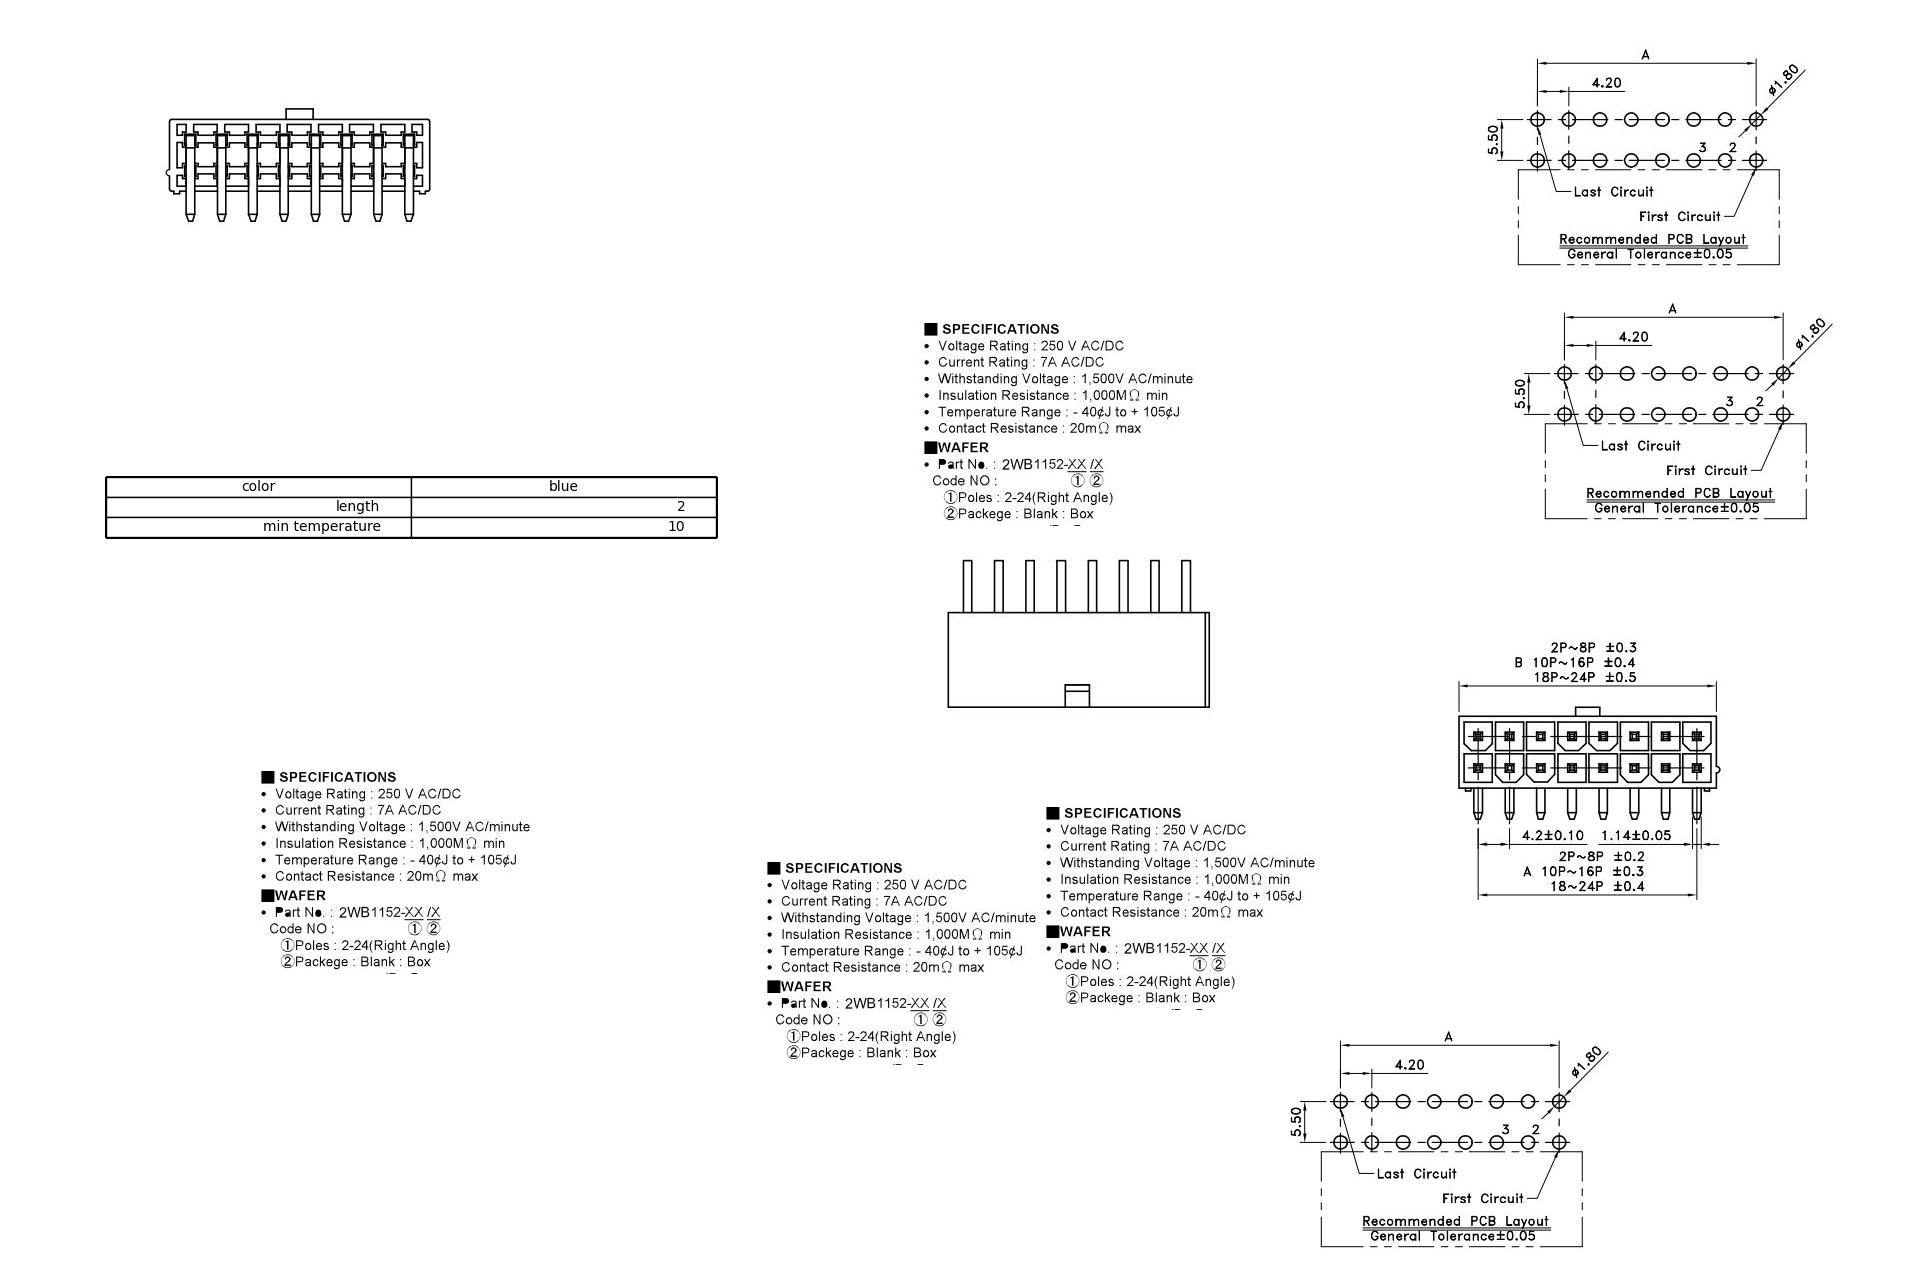 A
4.20
ø1.80
5.50
3 2
Last Circuit
First Circuit
Recommended PCB Layout
General Tolerance±0.05
A
4.20
ø1.80
5.50
3 2
Last Circuit
First Circuit
Recommended PCB Layout
General Tolerance±0.05
■ SPECIFICATIONS
• Voltage Rating : 250 V AC/DC
• Current Rating : 7A AC/DC
• Withstanding Voltage : 1,500V AC/minute
• Insulation Resistance : 1,000MΩ min
• Temperature Range : - 40¢J to + 105¢J
• Contact Resistance : 20mΩ max
■WAFER
• Part No. : 2WB1152-XX /X
Code NO : ① ②
①Poles : 2-24(Right Angle)
②Packege : Blank : Box
color blue
length 2
min temperature 10
2P~8P ±0.3
B 10P~16P ±0.4
18P~24P ±0.5
4.2±0.10 1.14±0.05
2P~8P ±0.2
A 10P~16P ±0.3
18~24P ±0.4
■ SPECIFICATIONS
• Voltage Rating : 250 V AC/DC
• Current Rating : 7A AC/DC
• Withstanding Voltage : 1,500V AC/minute
• Insulation Resistance : 1,000MΩ min
• Temperature Range : - 40¢J to + 105¢J
• Contact Resistance : 20mΩ max
■WAFER
• Part No. : 2WB1152-XX /X
Code NO : ① ②
①Poles : 2-24(Right Angle)
②Packege : Blank : Box
■ SPECIFICATIONS
• Voltage Rating : 250 V AC/DC
• Current Rating : 7A AC/DC
• Withstanding Voltage : 1,500V AC/minute
• Insulation Resistance : 1,000MΩ min
• Temperature Range : - 40¢J to + 105¢J
• Contact Resistance : 20mΩ max
■WAFER
• Part No. : 2WB1152-XX /X
Code NO : ① ②
①Poles : 2-24(Right Angle)
②Packege : Blank : Box
■ SPECIFICATIONS
• Voltage Rating : 250 V AC/DC
• Current Rating : 7A AC/DC
• Withstanding Voltage : 1,500V AC/minute
• Insulation Resistance : 1,000MΩ min
• Temperature Range : - 40¢J to + 105¢J
• Contact Resistance : 20mΩ max
■WAFER
• Part No. : 2WB1152-XX /X
Code NO : ① ②
①Poles : 2-24(Right Angle)
②Packege : Blank : Box
A
4.20
ø1.80
5.50
3 2
Last Circuit
First Circuit
Recommended PCB Layout
General Tolerance±0.05